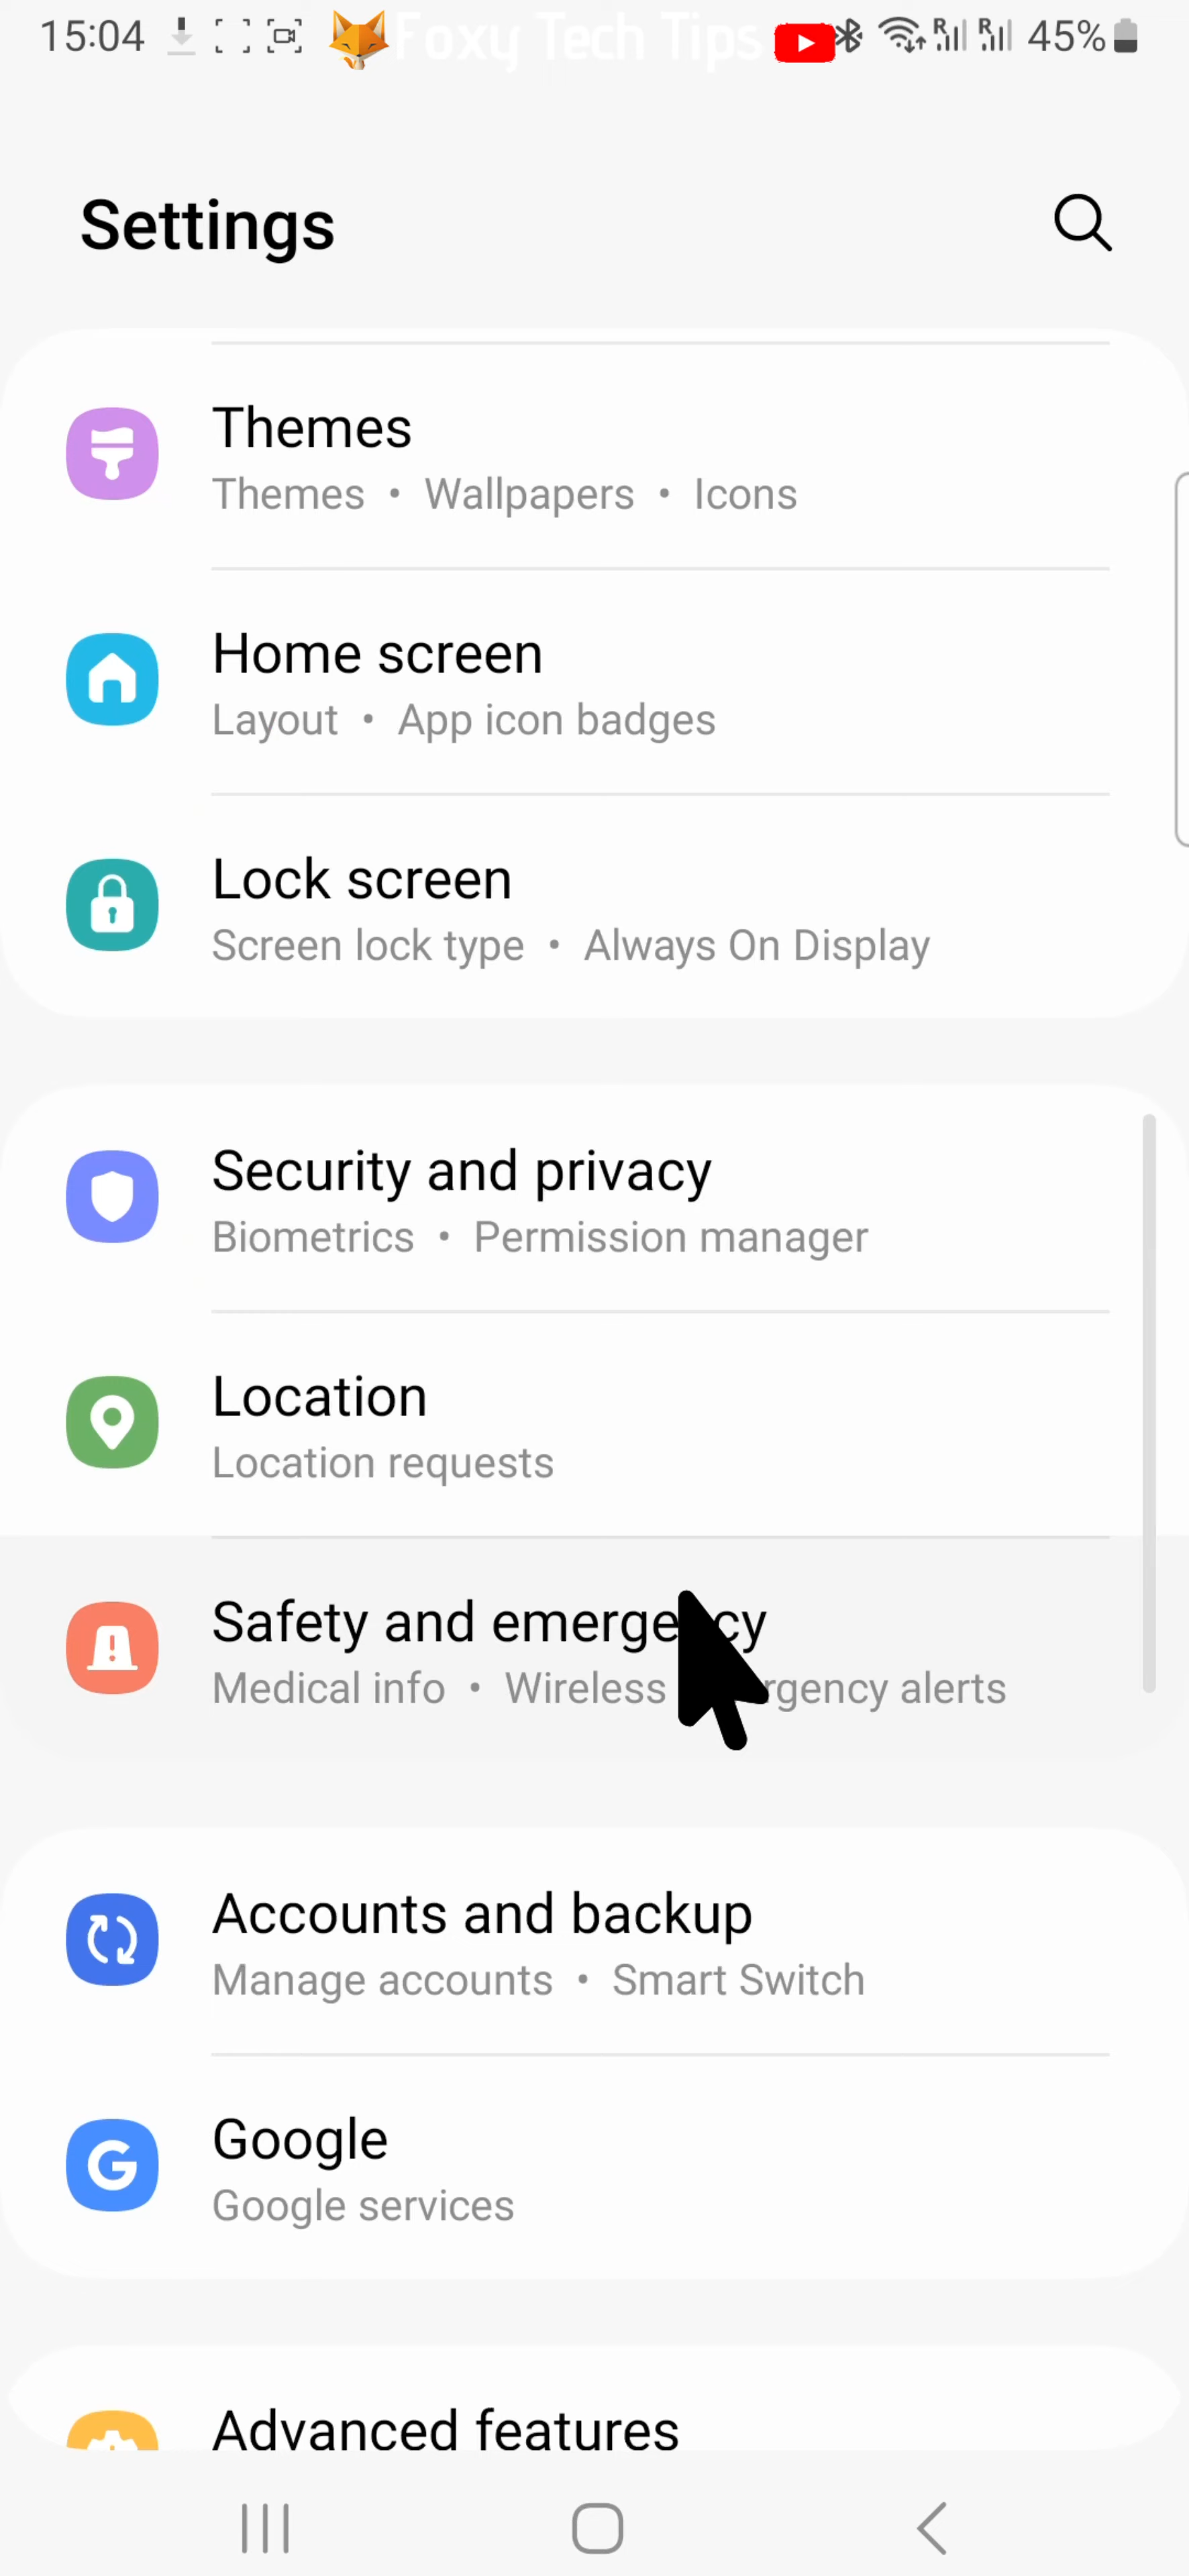 15:04 Foxy Tech Tips R R 45%
Settings
Themes
Themes • Wallpapers • Icons
Home screen
Layout • App icon badges
Lock screen
Screen lock type • Always On Display
Security and privacy
Biometrics • Permission manager
Location
Location requests
Safety and
Medical info • Wireless alerts
Accounts and backup
Manage accounts • Smart Switch
Google
Google services
Advanced features